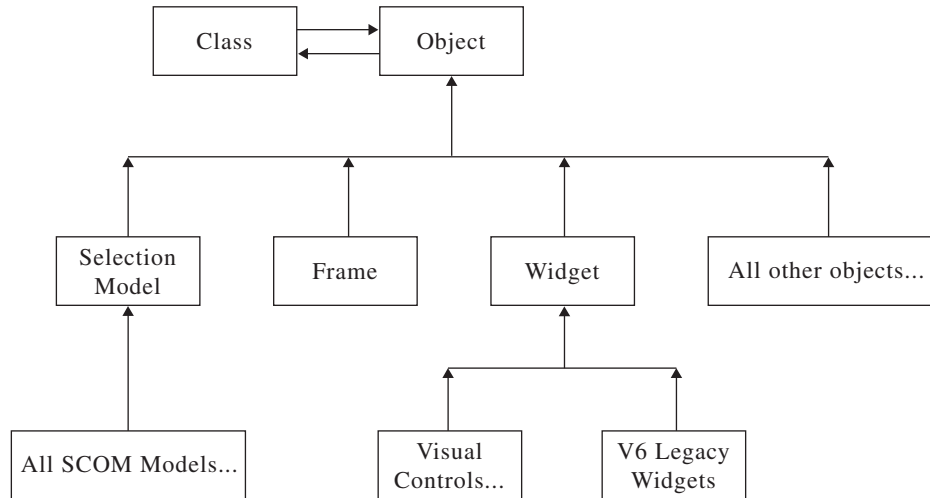 Class
Object
Selection
Model
Frame
Widget
All other objects...
All SCOM Models...
Visual
Controls...
V6 Legacy
Widgets